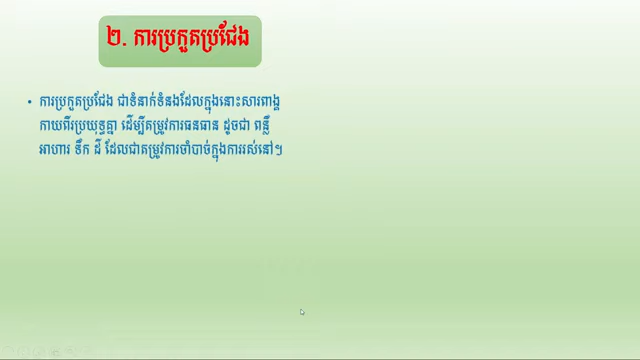 ២. ការប្រកួតប្រជែង
• ការប្រកួតប្រជែង ជាទំនាក់ទំនងដែលក្នុងនោះសារពាង្គ
កាយពីរប្រយុទ្ធគ្នា ដើម្បីតម្រូវការធនធាន ដូចជា ពន្លឺ
អាហារ ទឹក ដី ដែលជាតម្រូវការចាំបាច់ក្នុងការរស់នៅ។